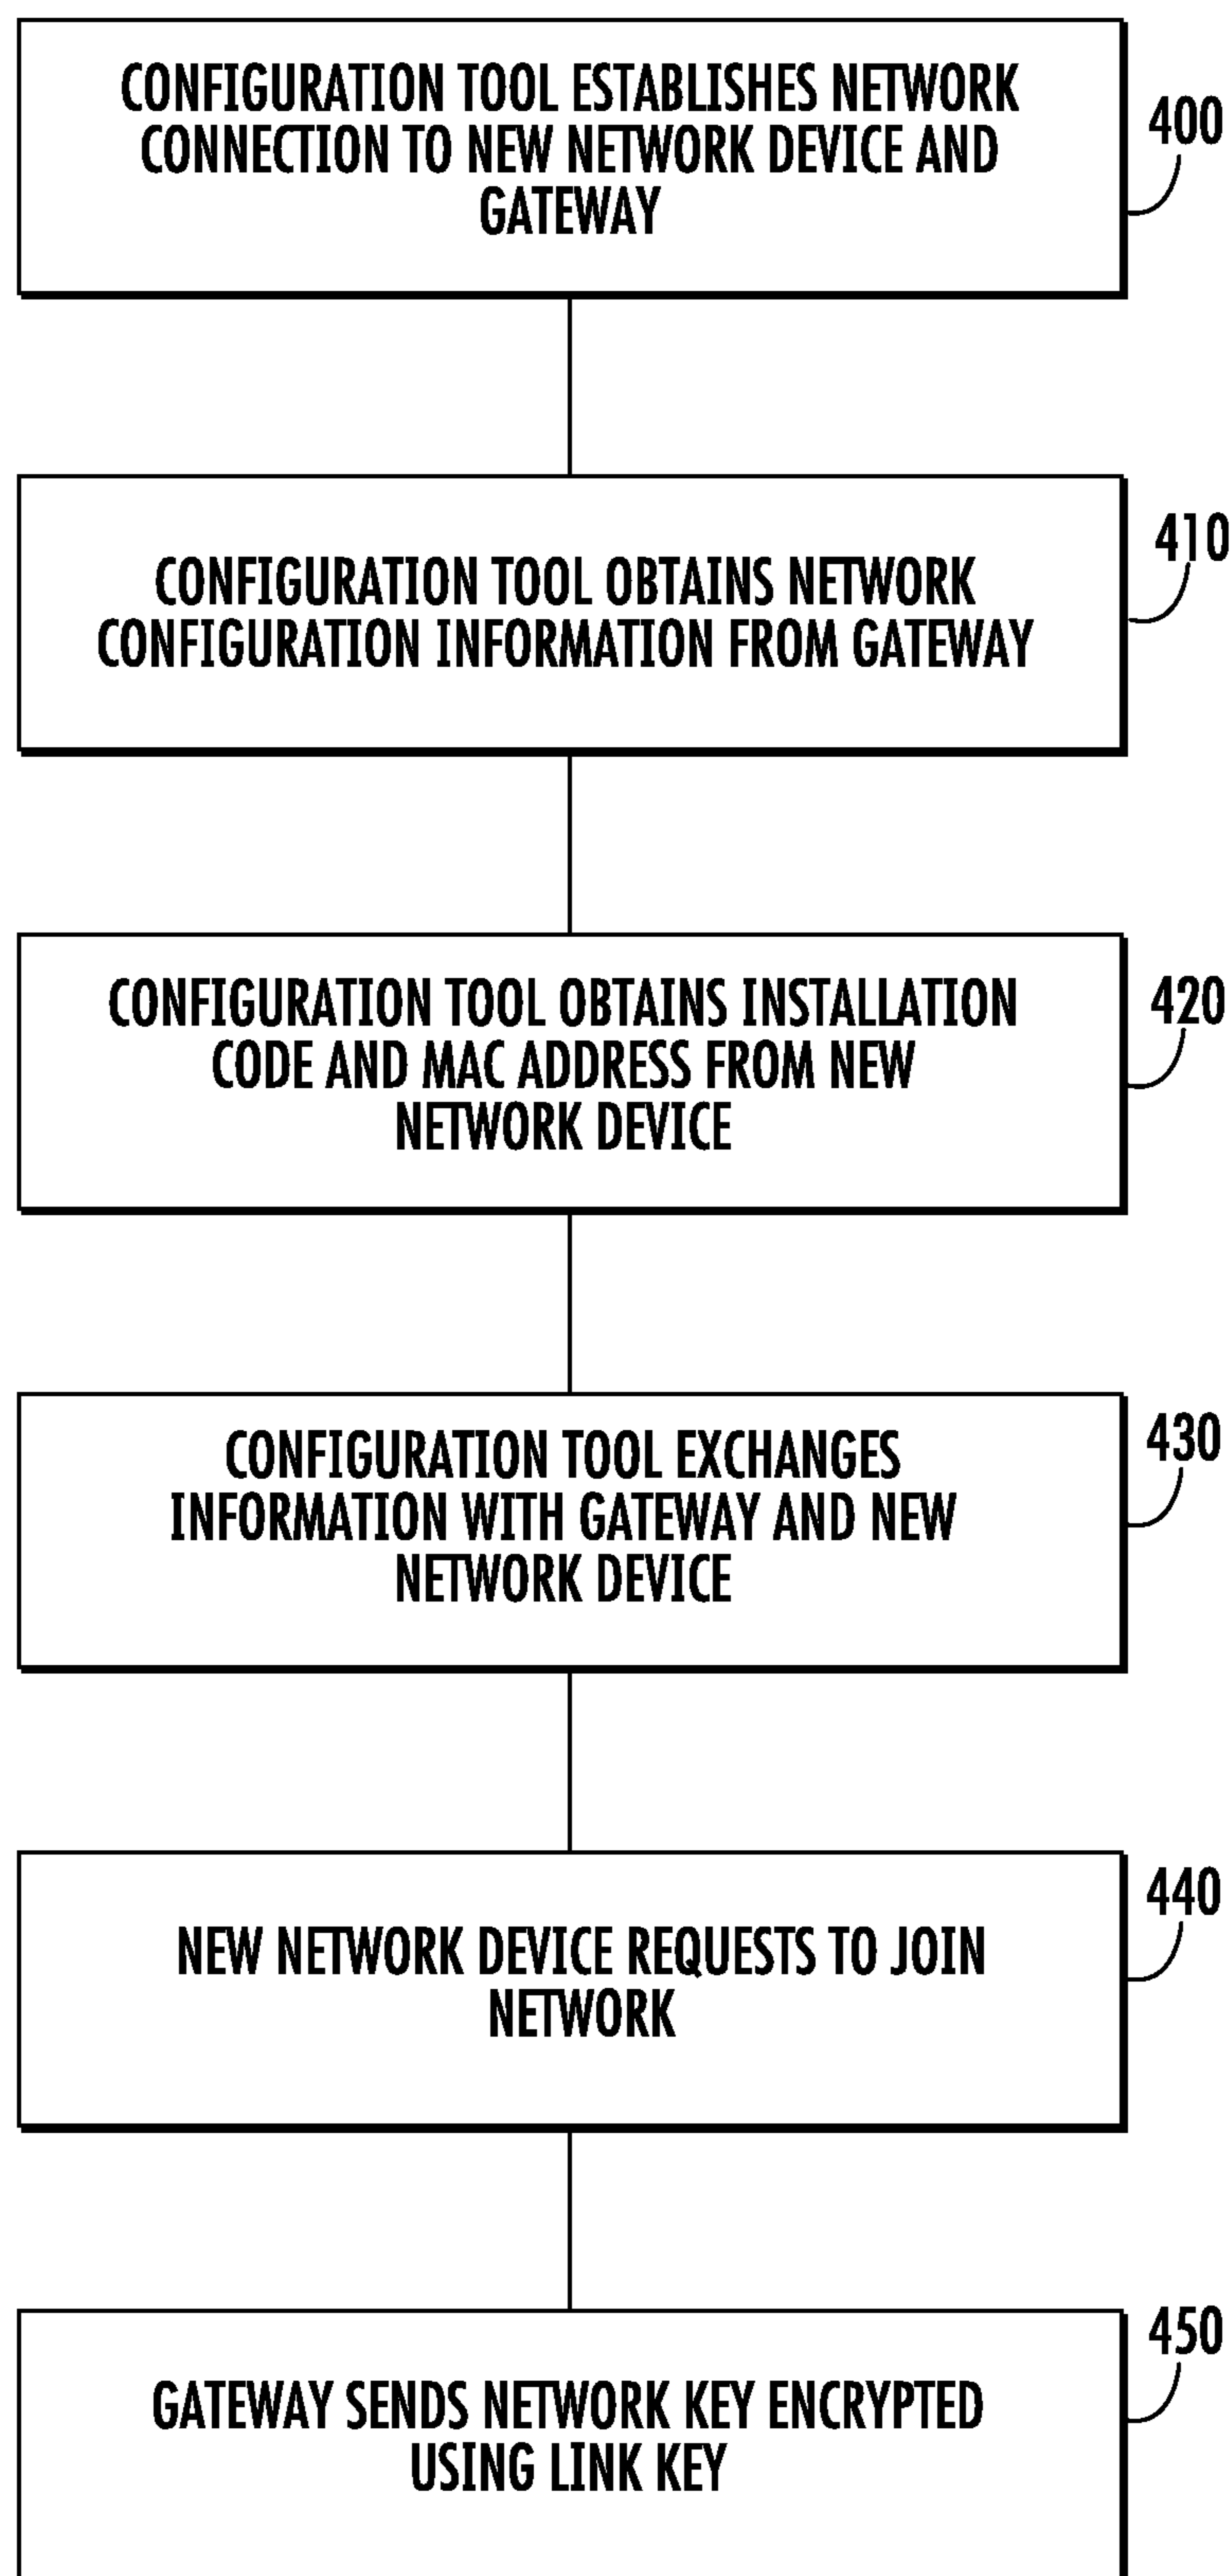 CONFIGURATION TOOL ESTABLISHES NETWORK
CONNECTION TO NEW NETWORK DEVICE AND
GATEWAY
400
CONFIGURATION TOOL OBTAINS NETWORK
CONFIGURATION INFORMATION FROM GATEWAY
410
CONFIGURATION TOOL OBTAINS INSTALLATION
CODE AND MAC ADDRESS FROM NEW
NETWORK DEVICE
420
CONFIGURATION TOOL EXCHANGES
INFORMATION WITH GATEWAY AND NEW
NETWORK DEVICE
430
NEW NETWORK DEVICE REQUESTS TO JOIN
NETWORK
440
GATEWAY SENDS NETWORK KEY ENCRYPTED
USING LINK KEY
450